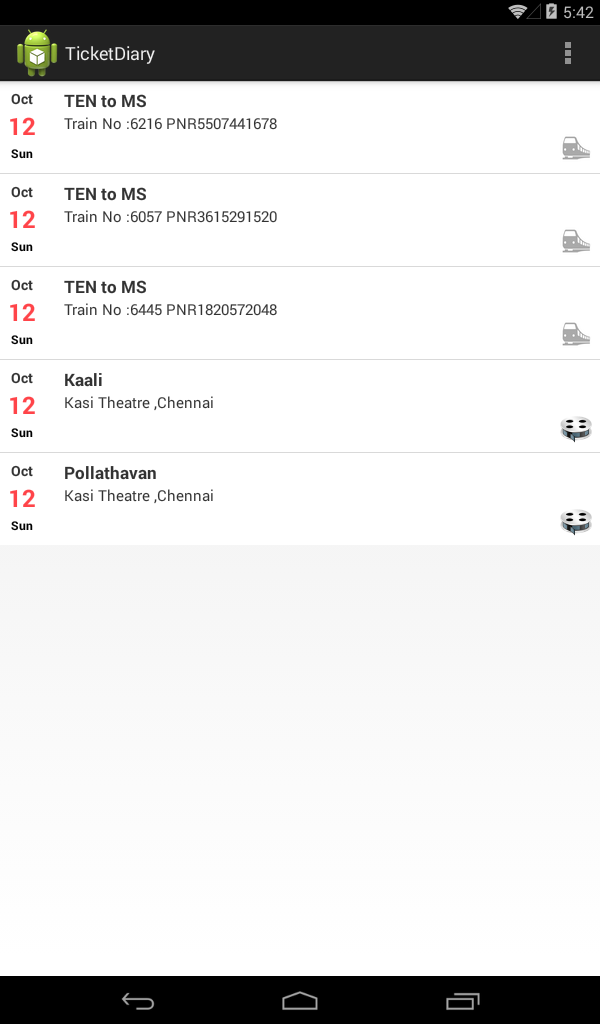 5:42
TicketDiary
Oct
12
Sun
TEN to MS
Train No :6216 PNR5507441678
Oct
12
Sun
TEN to MS
Train No :6057 PNR3615291520
Oct
12
Sun
TEN to MS
Train No :6445 PNR1820572048
Oct
12
Sun
Kaali
Kasi Theatre ,Chennai
Oct
12
Sun
Pollathavan
Kasi Theatre ,Chennai